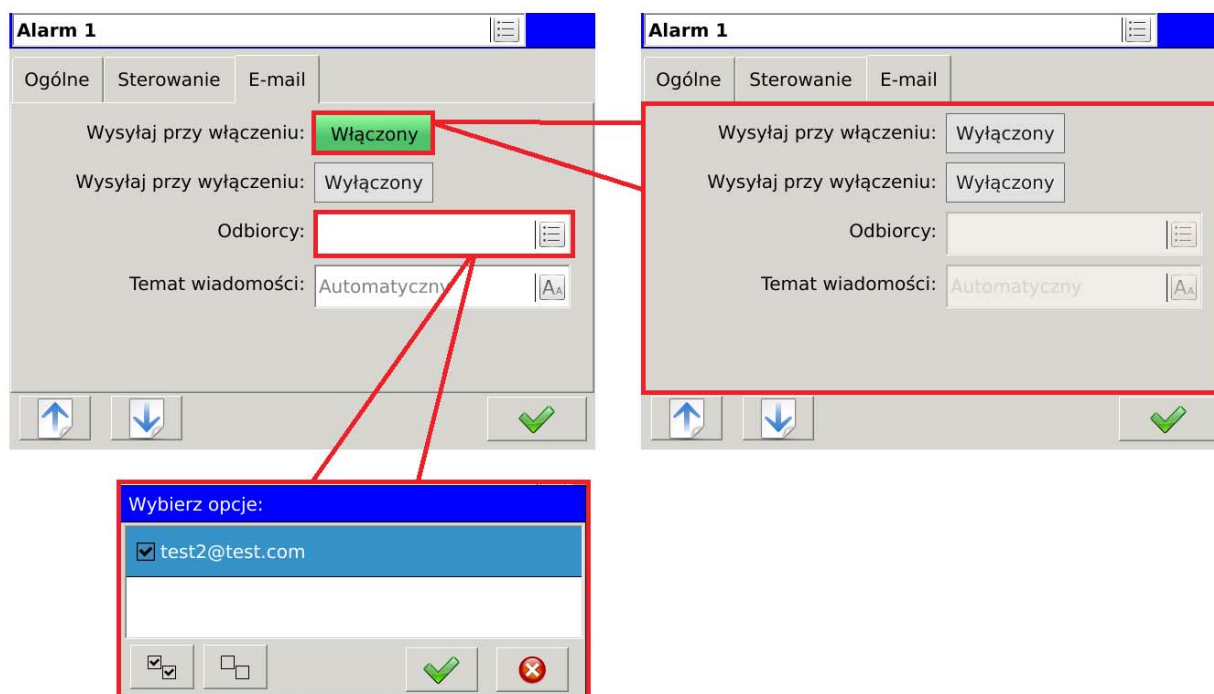 Alarm 1
Ogólne Sterowanie E-mail
Wysyłaj przy włączeniu: Włączony
Wysyłaj przy wyłączeniu: Wyłączony
Odbiorcy:
Temat wiadomości: Automatyczny
Alarm 1
Ogólne Sterowanie E-mail
Wysyłaj przy włączeniu: Wyłączony
Wysyłaj przy wyłączeniu: Wyłączony
Odbiorcy:
Temat wiadomości: Automatyczny
Wybierz opcje:
test2@test.com